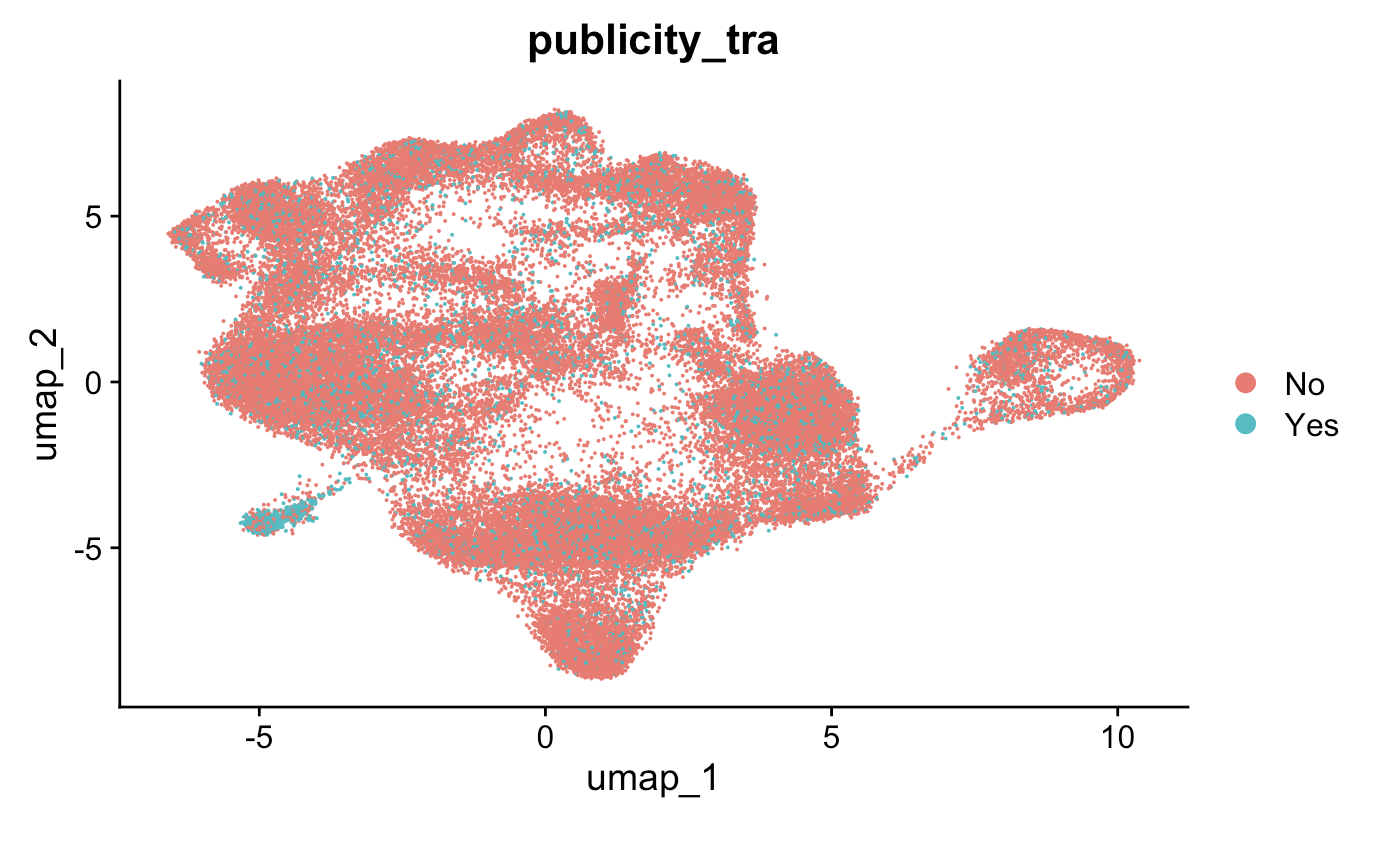 publicity_tra
5
0
-5
umap_2
-5 0 5 10
umap_1
No
Yes